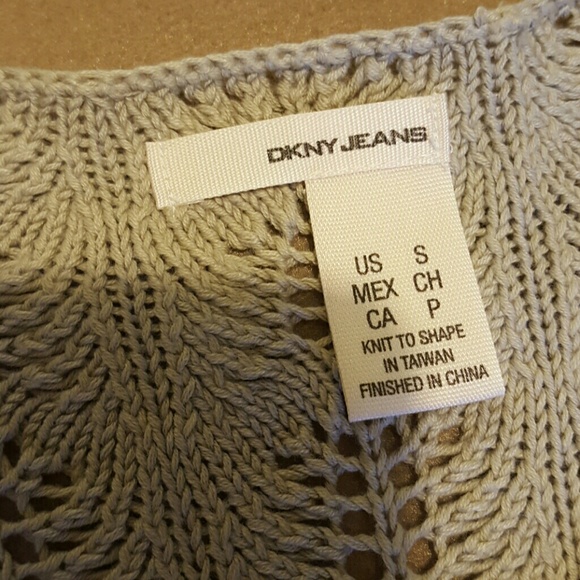 DKNY JEANS
US S
MEX CH
CA P
KNIT TO SHAPE
IN TAIWAN
FINISHED IN CHINA